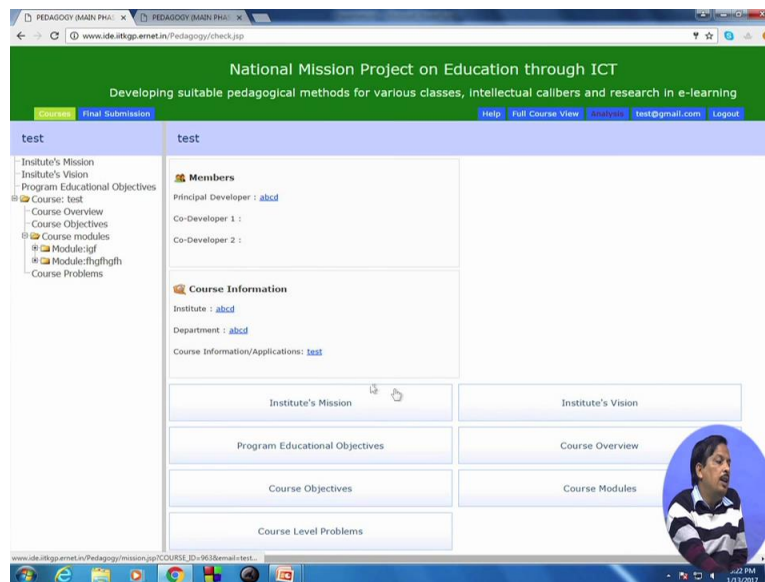 PEDAGOGY (MAIN PHA
PEDAGOGY (MAIN PHA
www.ide.iitkgp.ernet.in/Pedagogy/check.jsp
National Mission Project on Education through ICT
Developing suitable pedagogical methods for various classes, intellectual calibers and research in e-learning
Courses Final Submission Help Full Course View Analysis test@gmail.com Logout
test
test
Insitute's Mission
Insitute's Vision
Program Educational Objectives
Course: test
Course Overview
Course Objectives
Course modules
Module:igf
Module:fhgfhgfh
Course Problems
Members
Principal Developer : abcd
Co-Developer 1 :
Co-Developer 2 :
Course Information
Institute : abcd
Department : abcd
Course Information/Applications: test
Institute's Mission
Institute's Vision
Program Educational Objectives
Course Overview
Course Objectives
Course Modules
Course Level Problems
www.ide.iitkgp.ernet.in/Pedagogy/mission.jsp?COURSE_ID=963&email=test...
:22 PM
1/13/2017